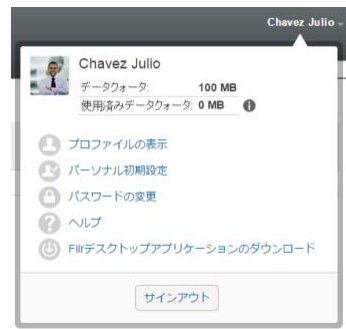 Chavez Julio
Chavez Julio
データクォータ: 100 MB
使用済みデータクォータ: 0 MB
プロファイルの表示
パーソナル初期設定
パスワードの変更
ヘルプ
Filrデスクトップアプリケーションのダウンロード
サインアウト